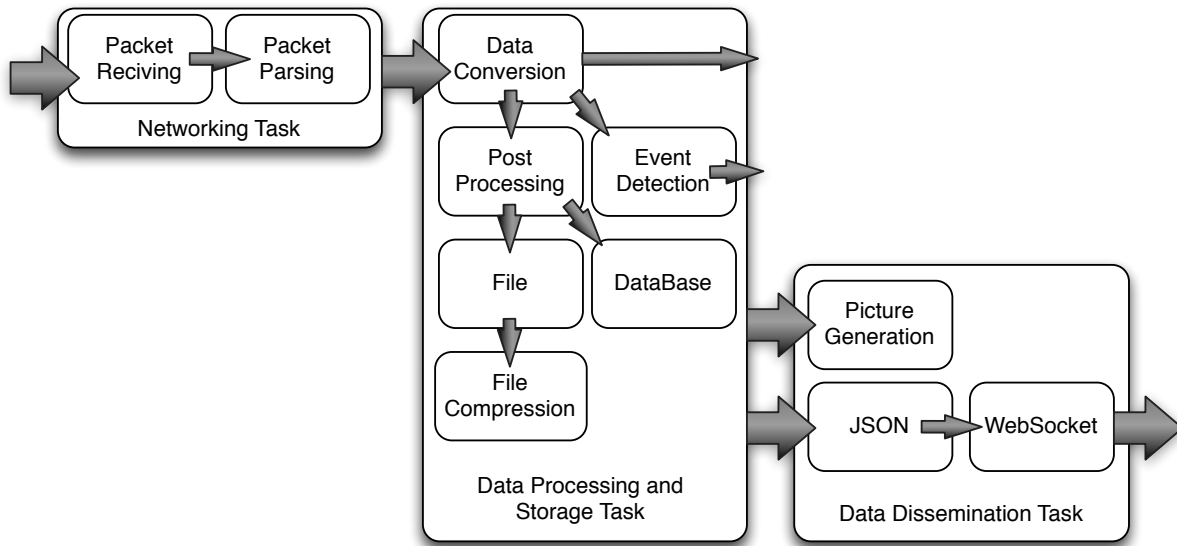 Packet
Reciving
Packet
Parsing
Networking Task
Data
Conversion
Post
Processing
Event
Detection
File
DataBase
File
Compression
Data Processing and
Storage Task
Picture
Generation
JSON
WebSocket
Data Dissemination Task